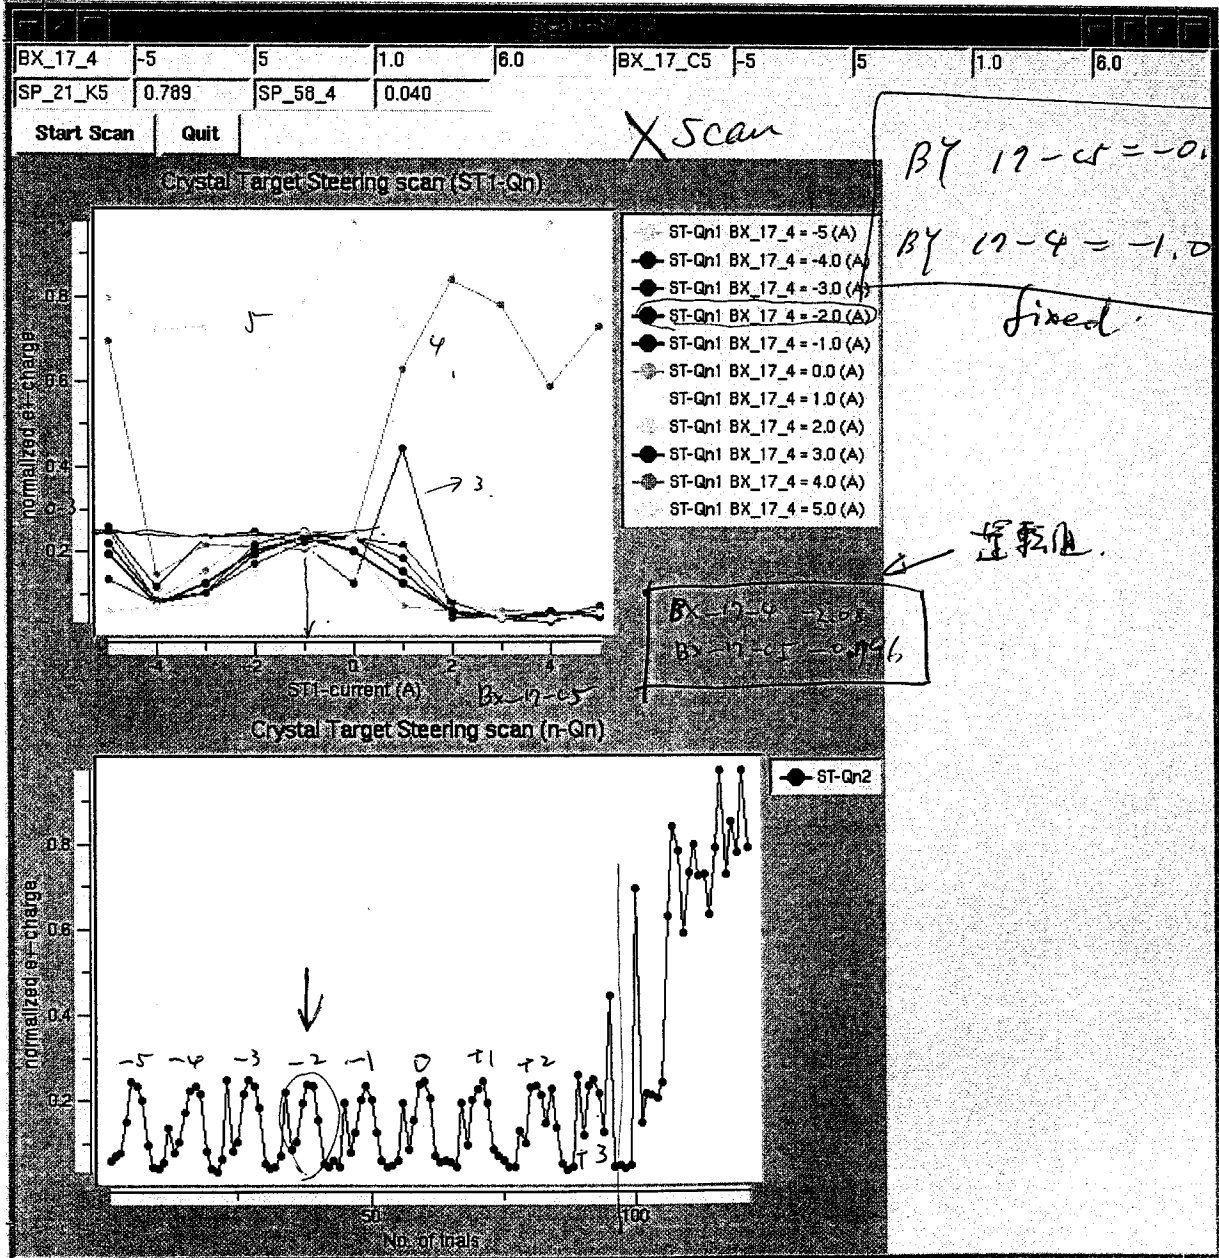 BX_17_4 -5 5 1.0 6.0 BX_17_C5 -5 5 1.0 6.0
SP_21_K5 0.789 SP_58_4 0.040
Start Scan Quit
X Scan
BY 17-C5 = -0.
BY 17-4 = -1.0
fixed.
Crystal Target Steering scan (ST1-Qn)
normalized e+-charge
0.8
0.6
0.4
0.3
0.2
5
4
3
ST-Qn1 BX_17_4 = -5 (A)
ST-Qn1 BX_17_4 = -4.0 (A)
ST-Qn1 BX_17_4 = -3.0 (A)
ST-Qn1 BX_17_4 = -2.0 (A)
ST-Qn1 BX_17_4 = -1.0 (A)
ST-Qn1 BX_17_4 = 0.0 (A)
ST-Qn1 BX_17_4 = 1.0 (A)
ST-Qn1 BX_17_4 = 2.0 (A)
ST-Qn1 BX_17_4 = 3.0 (A)
ST-Qn1 BX_17_4 = 4.0 (A)
ST-Qn1 BX_17_4 = 5.0 (A)
BX-17-4
BX-17-C5
-4 -2 0 2 4
ST1-current (A) Bx-17-C5
Crystal Target Steering scan (n-Qn)
ST-Qn2
normalized e+-charge
0.8
0.6
0.4
0.2
-5 -4 -3 -2 -1 0 +1 +2
+3
50 100
No. of trials